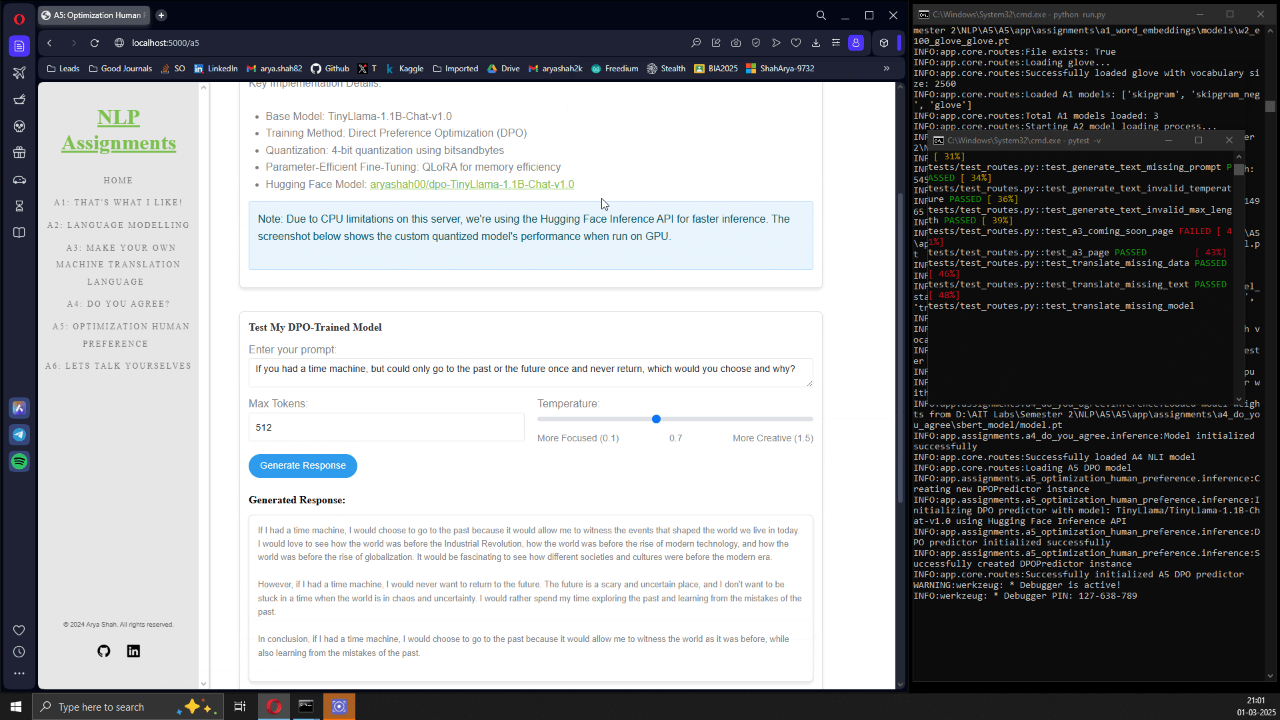 A5: Optimization Human F
localhost:5000/a5
Leads
Good Journals
SO
LinkedIn
arya.shah82
Github
T
Kaggle
Imported
Drive
aryashah2k
Freedium
Stealth
BIA2025
ShahArya-9732
»
NLP
Assignments
HOME
A1: THAT'S WHAT I LIKE!
A2: LANGUAGE MODELLING
A3: MAKE YOUR OWN
MACHINE TRANSLATION
LANGUAGE
A4: DO YOU AGREE?
A5: OPTIMIZATION HUMAN
PREFERENCE
A6: LETS TALK YOURSELVES
© 2024 Arya Shah. All rights reserved.
Key Implementation Details:
• Base Model: TinyLlama-1.1B-Chat-v1.0
• Training Method: Direct Preference Optimization (DPO)
• Quantization: 4-bit quantization using bitsandbytes
• Parameter-Efficient Fine-Tuning: QLoRA for memory efficiency
• Hugging Face Model: aryashah00/dpo-TinyLlama-1.1B-Chat-v1.0
Note: Due to CPU limitations on this server, we're using the Hugging Face Inference API for faster inference. The
screenshot below shows the custom quantized model's performance when run on GPU.
Test My DPO-Trained Model
Enter your prompt:
If you had a time machine, but could only go to the past or the future once and never return, which would you choose and why?
Max Tokens:
512
Temperature:
More Focused (0.1) 0.7 More Creative (1.5)
Generate Response
Generated Response:
If I had a time machine, I would choose to go to the past because it would allow me to witness the events that shaped the world we live in today.
I would love to see how the world was before the Industrial Revolution, how the world was before the rise of modern technology, and how the
world was before the rise of globalization. It would be fascinating to see how different societies and cultures were before the modern era.
However, if I had a time machine, I would never want to return to the future. The future is a scary and uncertain place, and I don't want to be
stuck in a time when the world is in chaos and uncertainty. I would rather spend my time exploring the past and learning from the mistakes of the
past.
In conclusion, if I had a time machine, I would choose to go to the past because it would allow me to witness the world as it was before, while
also learning from the mistakes of the past.
C:\Windows\System32\cmd.exe - python run.py
mester 2\NLP\A5\A5\app\assignments\a1_word_embeddings\models\w2_e
100_glove_glove.pt
INFO:app.core.routes:File exists: True
INFO:app.core.routes:Loading glove...
INFO:app.core.routes:Successfully loaded glove with vocabulary si
ze: 2560
INFO:app.core.routes:Loaded A1 models: ['skipgram', 'skipgram_neg
', 'glove']
INFO:app.core.routes:Total A1 models loaded: 3
INFO:app.core.routes:Starting A2 model loading process...
C:\Windows\System32\cmd.exe - pytest -v
[ 31%]
tests/test_routes.py::test_generate_text_missing_prompt P
ASSED [ 34%]
tests/test_routes.py::test_generate_text_invalid_temperat
ure PASSED [ 36%]
tests/test_routes.py::test_generate_text_invalid_max_leng
th PASSED [ 39%]
tests/test_routes.py::test_a3_coming_soon_page FAILED [ 4
1%]
tests/test_routes.py::test_a3_page PASSED [ 43%]
tests/test_routes.py::test_translate_missing_data PASSED
[ 46%]
tests/test_routes.py::test_translate_missing_text PASSED
[ 48%]
tests/test_routes.py::test_translate_missing_model
ts from D:\AIT Labs\Semester 2\NLP\A5\A5\app\assignments\a4_do_yo
u_agree\sbert_model/model.pt
INFO:app.assignments.a4_do_you_agree.inference:Model initialized
successfully
INFO:app.core.routes:Successfully loaded A4 NLI model
INFO:app.core.routes:Loading A5 DPO model
INFO:app.assignments.a5_optimization_human_preference.inference:C
reating new DPOPredictor instance
INFO:app.assignments.a5_optimization_human_preference.inference:I
nitializing DPO predictor with model: TinyLlama/TinyLlama-1.1B-Ch
at-v1.0 using Hugging Face Inference API
INFO:app.assignments.a5_optimization_human_preference.inference:D
PO predictor initialized successfully
INFO:app.assignments.a5_optimization_human_preference.inference:S
uccessfully created DPOPredictor instance
INFO:app.core.routes:Successfully initialized A5 DPO predictor
WARNING:werkzeug: * Debugger is active!
INFO:werkzeug: * Debugger PIN: 127-638-789
Type here to search
21:01
01-03-2025